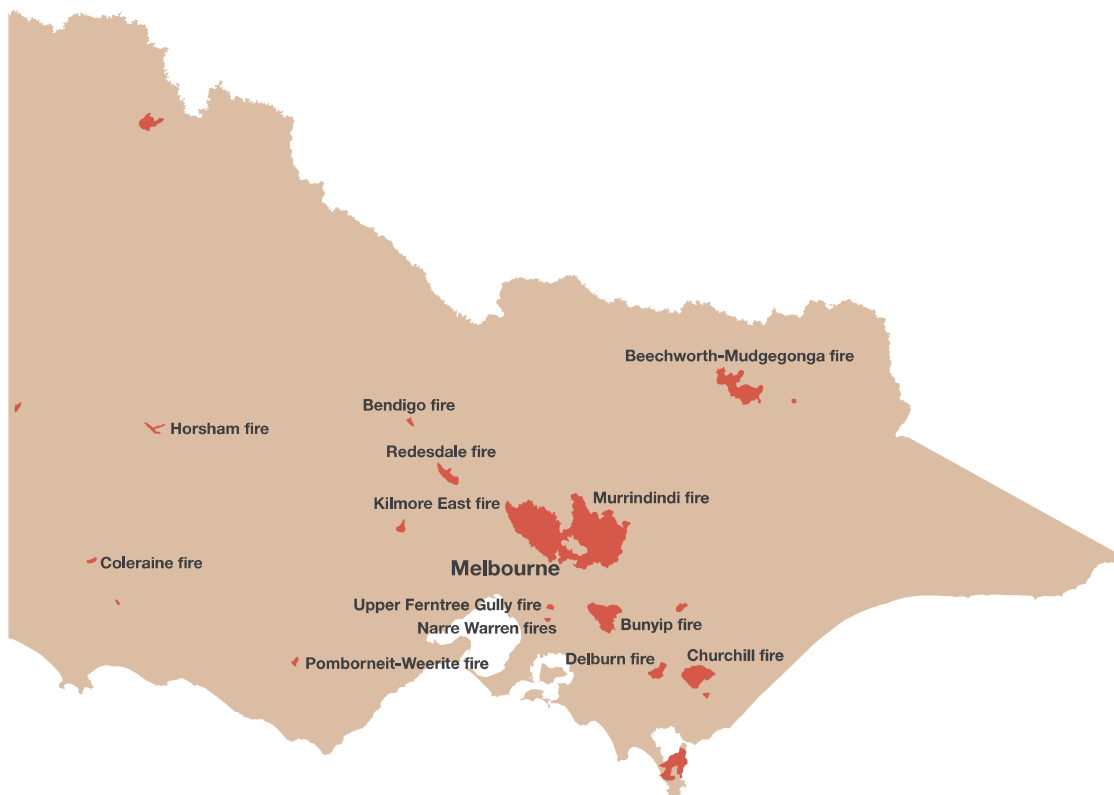 Beechworth-Mudgegonga fire
Bendigo fire
Horsham fire
Redesdale fire
Kilmore East fire
Murrindindi fire
Coleraine fire
Melbourne
Upper Ferntree Gully fire
Narre Warren fires
Bunyip fire
Pomborneit-Weerite fire
Delburn fire
Churchill fire